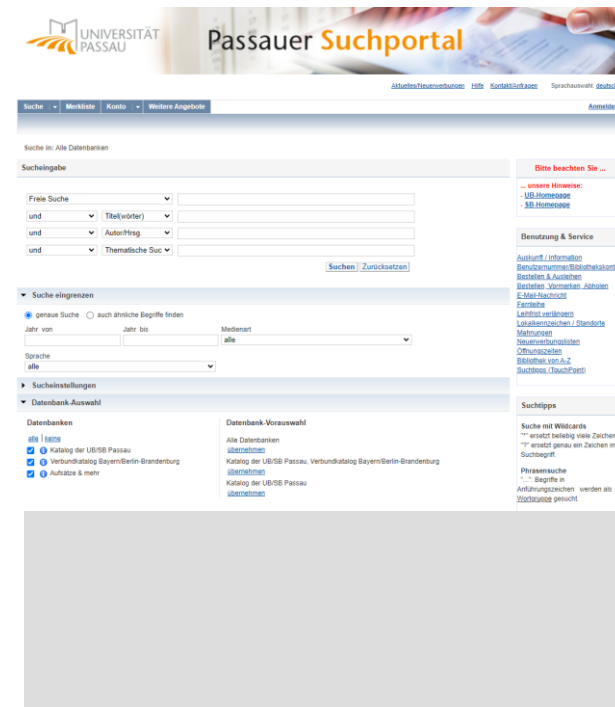 UNIVERSITÄT
PASSAU
Passauer Suchportal
Aktuelles/Neuerwerbungen Hilfe Kontakt/Anfragen Sprachauswahl: deutsch
Suche Merkliste Konto Weitere Angebote
Anmelde
Suche in: Alle Datenbanken
Sucheingabe
Freie Suche
und Titel(wörter)
und Autor/Hrsg.
und Thematische Suc
Suchen Zurücksetzen
Suche eingrenzen
genaue Suche auch ähnliche Begriffe finden
Jahr von Jahr bis Medienart
alle
Sprache
alle
Sucheinstellungen
Datenbank-Auswahl
Datenbanken
alle | keine
Katalog der UB/SB Passau
Verbundkatalog Bayern/Berlin-Brandenburg
Aufsätze & mehr
Datenbank-Vorauswahl
Alle Datenbanken
übernehmen
Katalog der UB/SB Passau, Verbundkatalog Bayern/Berlin-Brandenburg
übernehmen
Katalog der UB/SB Passau
übernehmen
Bitte beachten Sie ...
... unsere Hinweise:
- UB-Homepage
- SB-Homepage
Benutzung & Service
Auskunft / Information
Benutzernummer/Bibliothekskont
Bestellen & Ausleihen
Bestellen, Vormerken, Abholen
E-Mail-Nachricht
Fernleihe
Leihfrist verlängern
Lokalkennzeichen / Standorte
Mahnungen
Neuerwerbungslisten
Öffnungszeiten
Bibliothek von A-Z
Suchtipps (TouchPoint)
Suchtipps
Suche mit Wildcards
"*" ersetzt beliebig viele Zeichen
"?" ersetzt genau ein Zeichen im
Suchbegriff.
Phrasensuche
"...": Begriffe in
Anführungszeichen werden als
Wortgruppe gesucht.